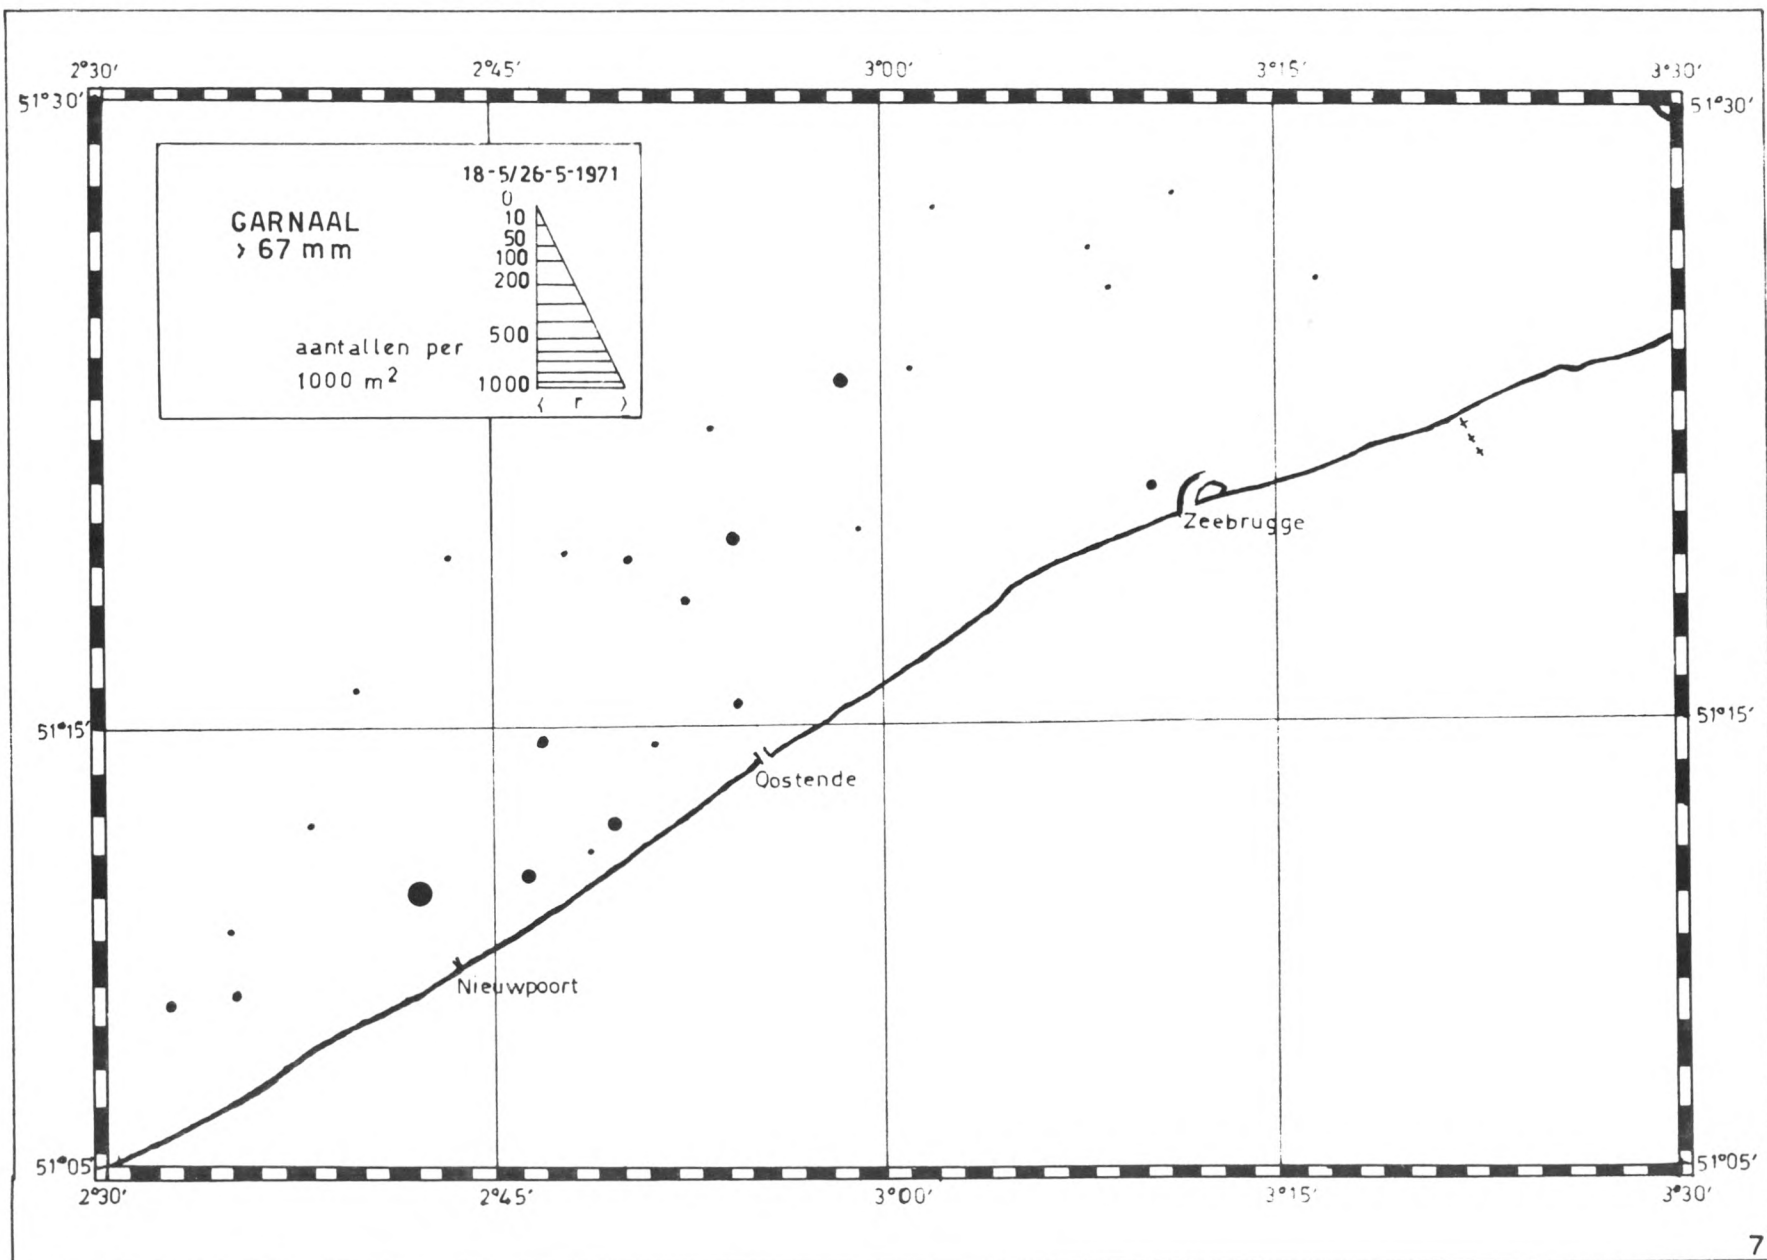 2°30′ 2°45′ 3°00′ 3°15′ 3°30′
51°30′ 51°30′
18-5/26-5-1971
GARNAAL
> 67 mm
0
10
50
100
200
500
1000
aantallen per
1000 m²
< r >
Zeebrugge
51°15′ 51°15′
Oostende
Nieuwpoort
51°05′ 51°05′
2°30′ 2°45′ 3°00′ 3°15′ 3°30′
7